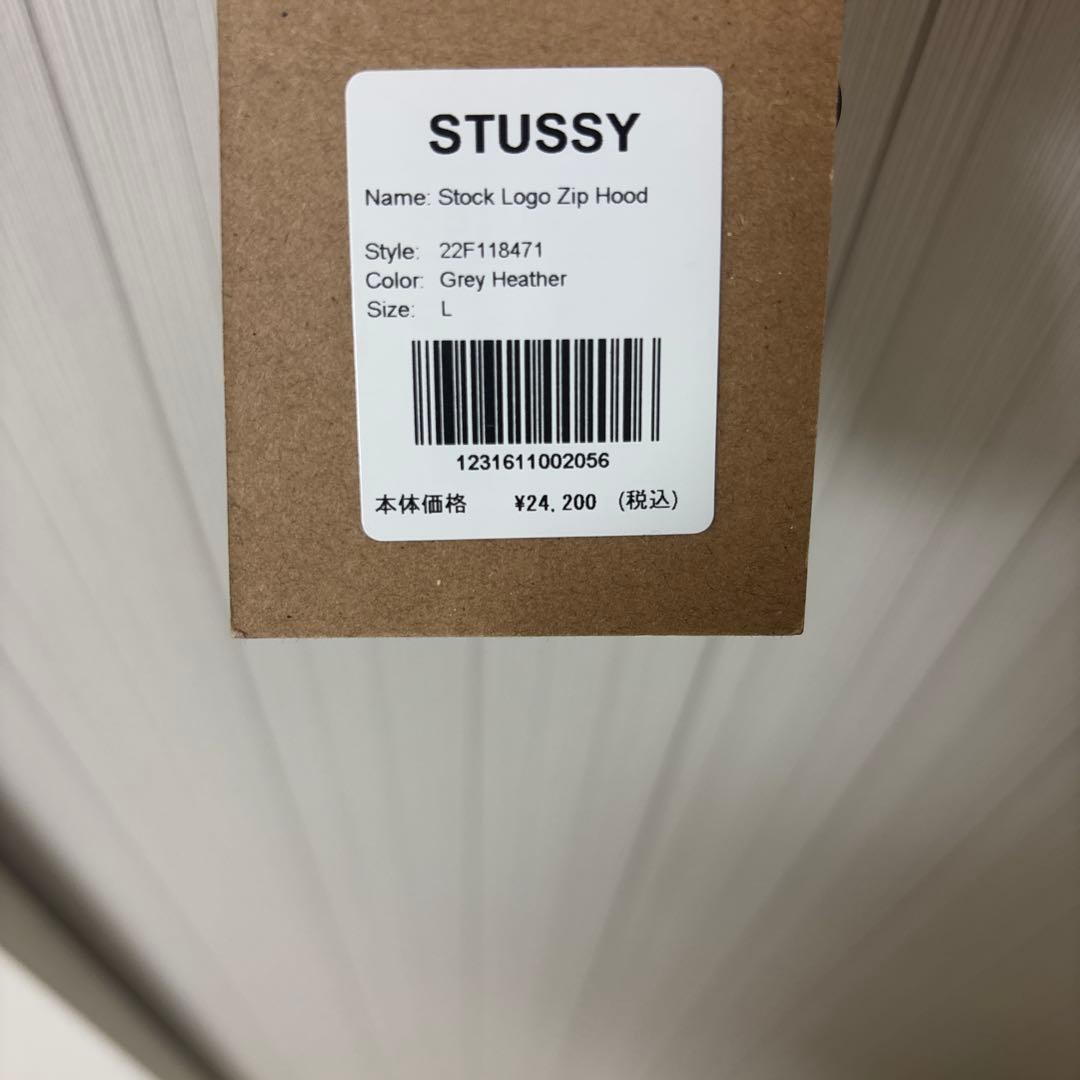 STUSSY
Name: Stock Logo Zip Hood
Style: 22F118471
Color: Grey Heather
Size: L
1231611002056
本体価格 ¥24,200 (税込)